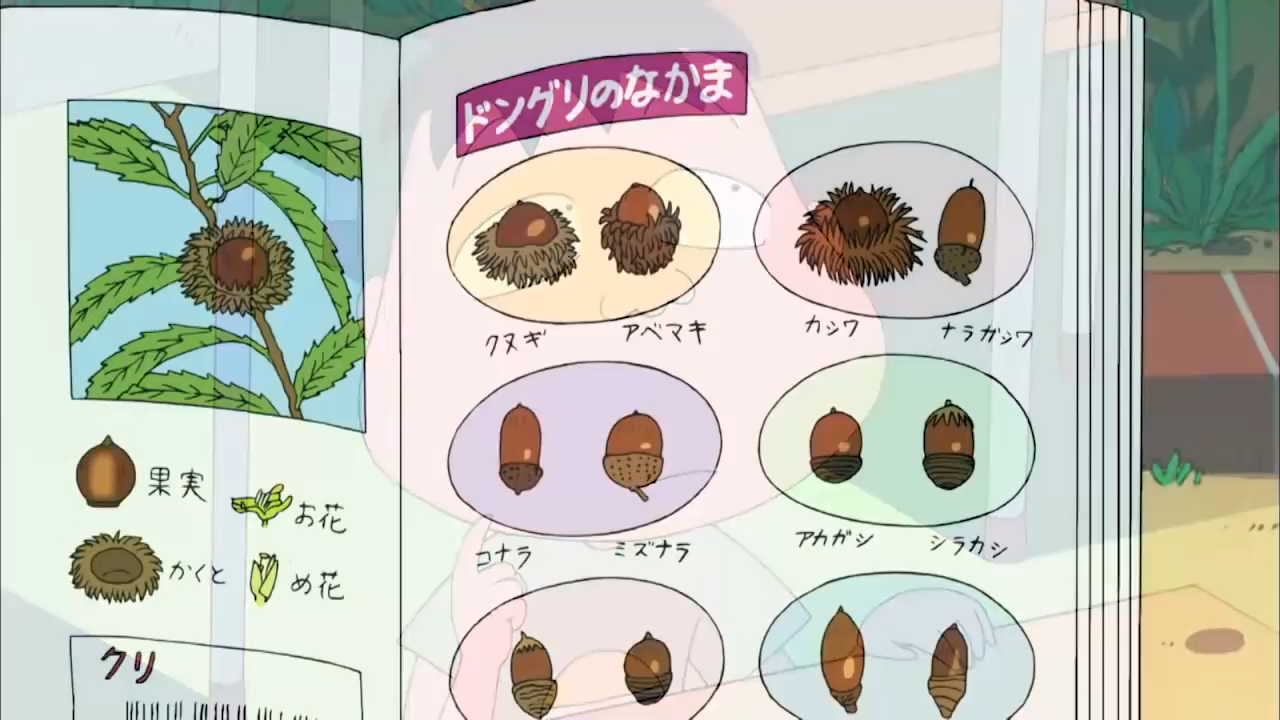 ドングリのなかま
クヌギ
アベマキ
カシワ
ナラガシワ
コナラ
ミズナラ
アカガシ
シラカシ
果実
お花
かくと
め花
クリ